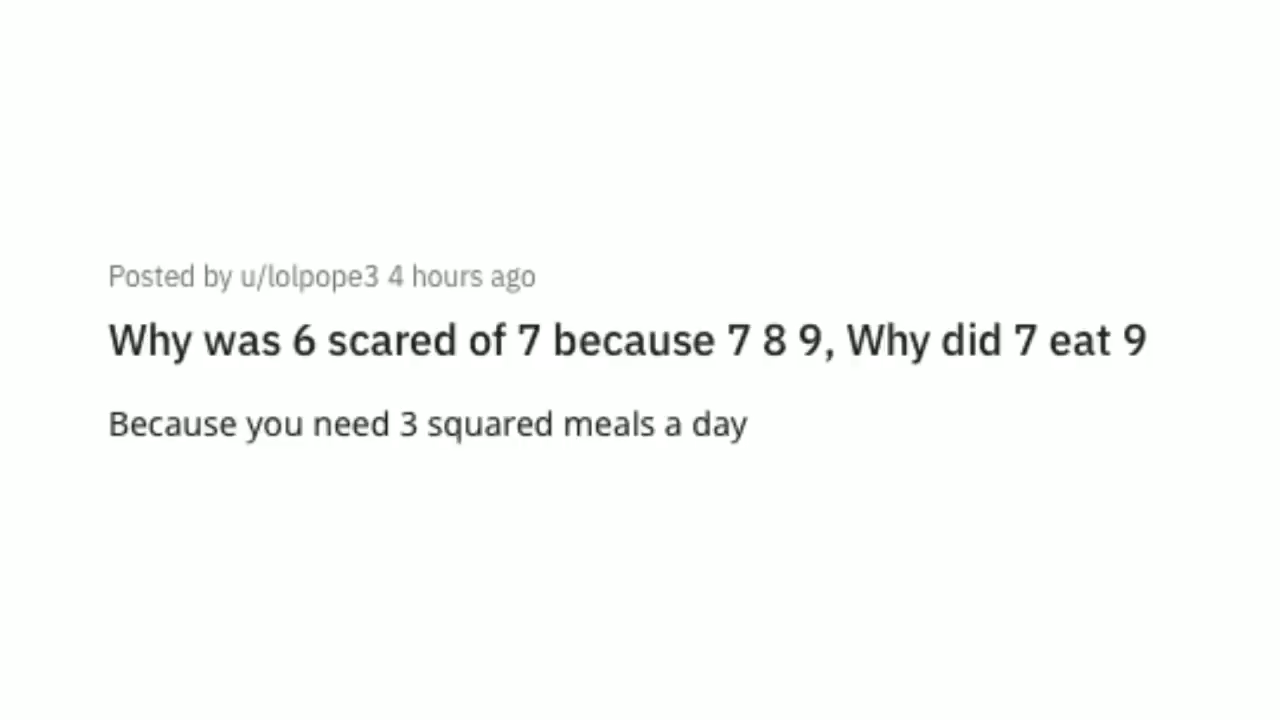 Posted by u/lolpope3 4 hours ago
Why was 6 scared of 7 because 7 8 9, Why did 7 eat 9
Because you need 3 squared meals a day